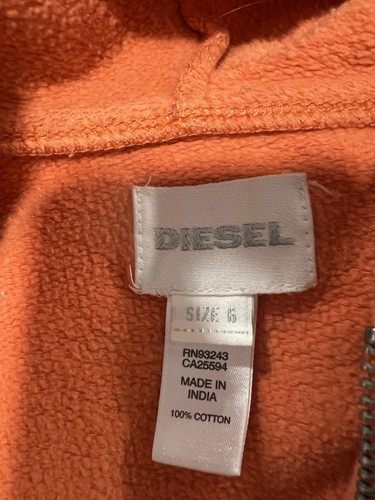 DIESEL
SIZE 6
RN93243
CA25594
MADE IN
INDIA
100% COTTON